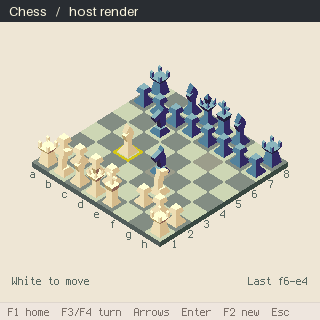 Chess / host render
a
b
c
d
e
f
g
h
1
2
3
4
5
6
7
8
White to move
Last f6-e4
F1 home F3/F4 turn Arrows Enter F2 new Esc